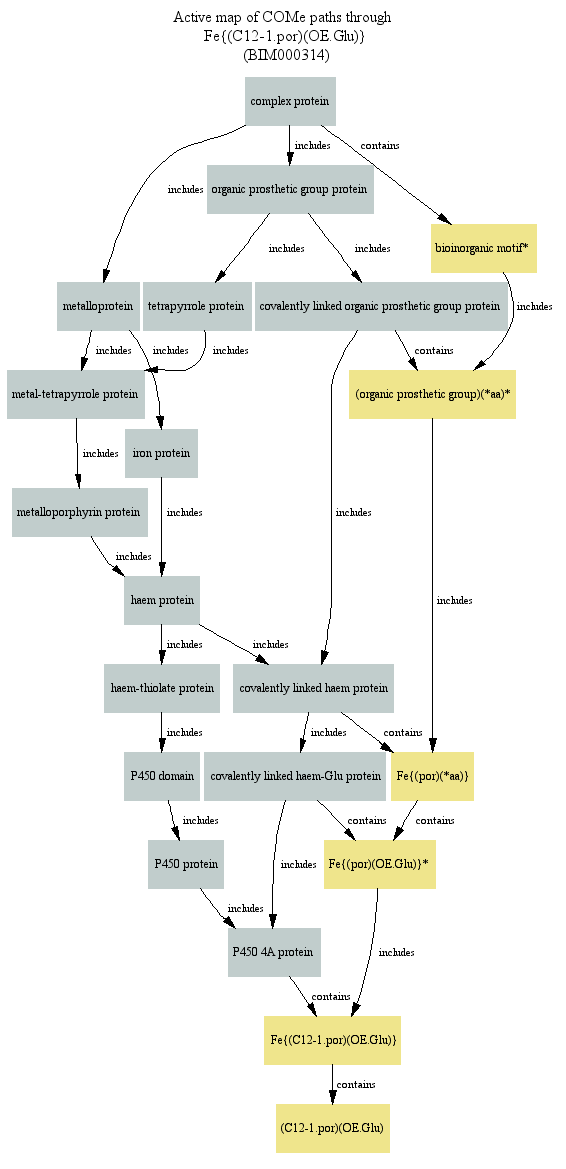 Active map of COMe paths through
Fe{(C12-1.por)(OE.Glu)}
(BIM000314)
complex protein
includes
contains
includes
organic prosthetic group protein
bioinorganic motif*
includes
includes
includes
metalloprotein
tetrapyrrole protein
covalently linked organic prosthetic group protein
includes
includes
includes
contains
metal-tetrapyrrole protein
(organic prosthetic group)(*aa)*
iron protein
includes
metalloporphyrin protein
includes
includes
includes
haem protein
includes
includes
includes
haem-thiolate protein
covalently linked haem protein
includes
includes
contains
P450 domain
covalently linked haem-Glu protein
Fe{(por)(*aa)}
includes
contains
contains
P450 protein
includes
Fe{(por)(OE.Glu)}*
includes
P450 4A protein
includes
contains
Fe{(C12-1.por)(OE.Glu)}
contains
(C12-1.por)(OE.Glu)